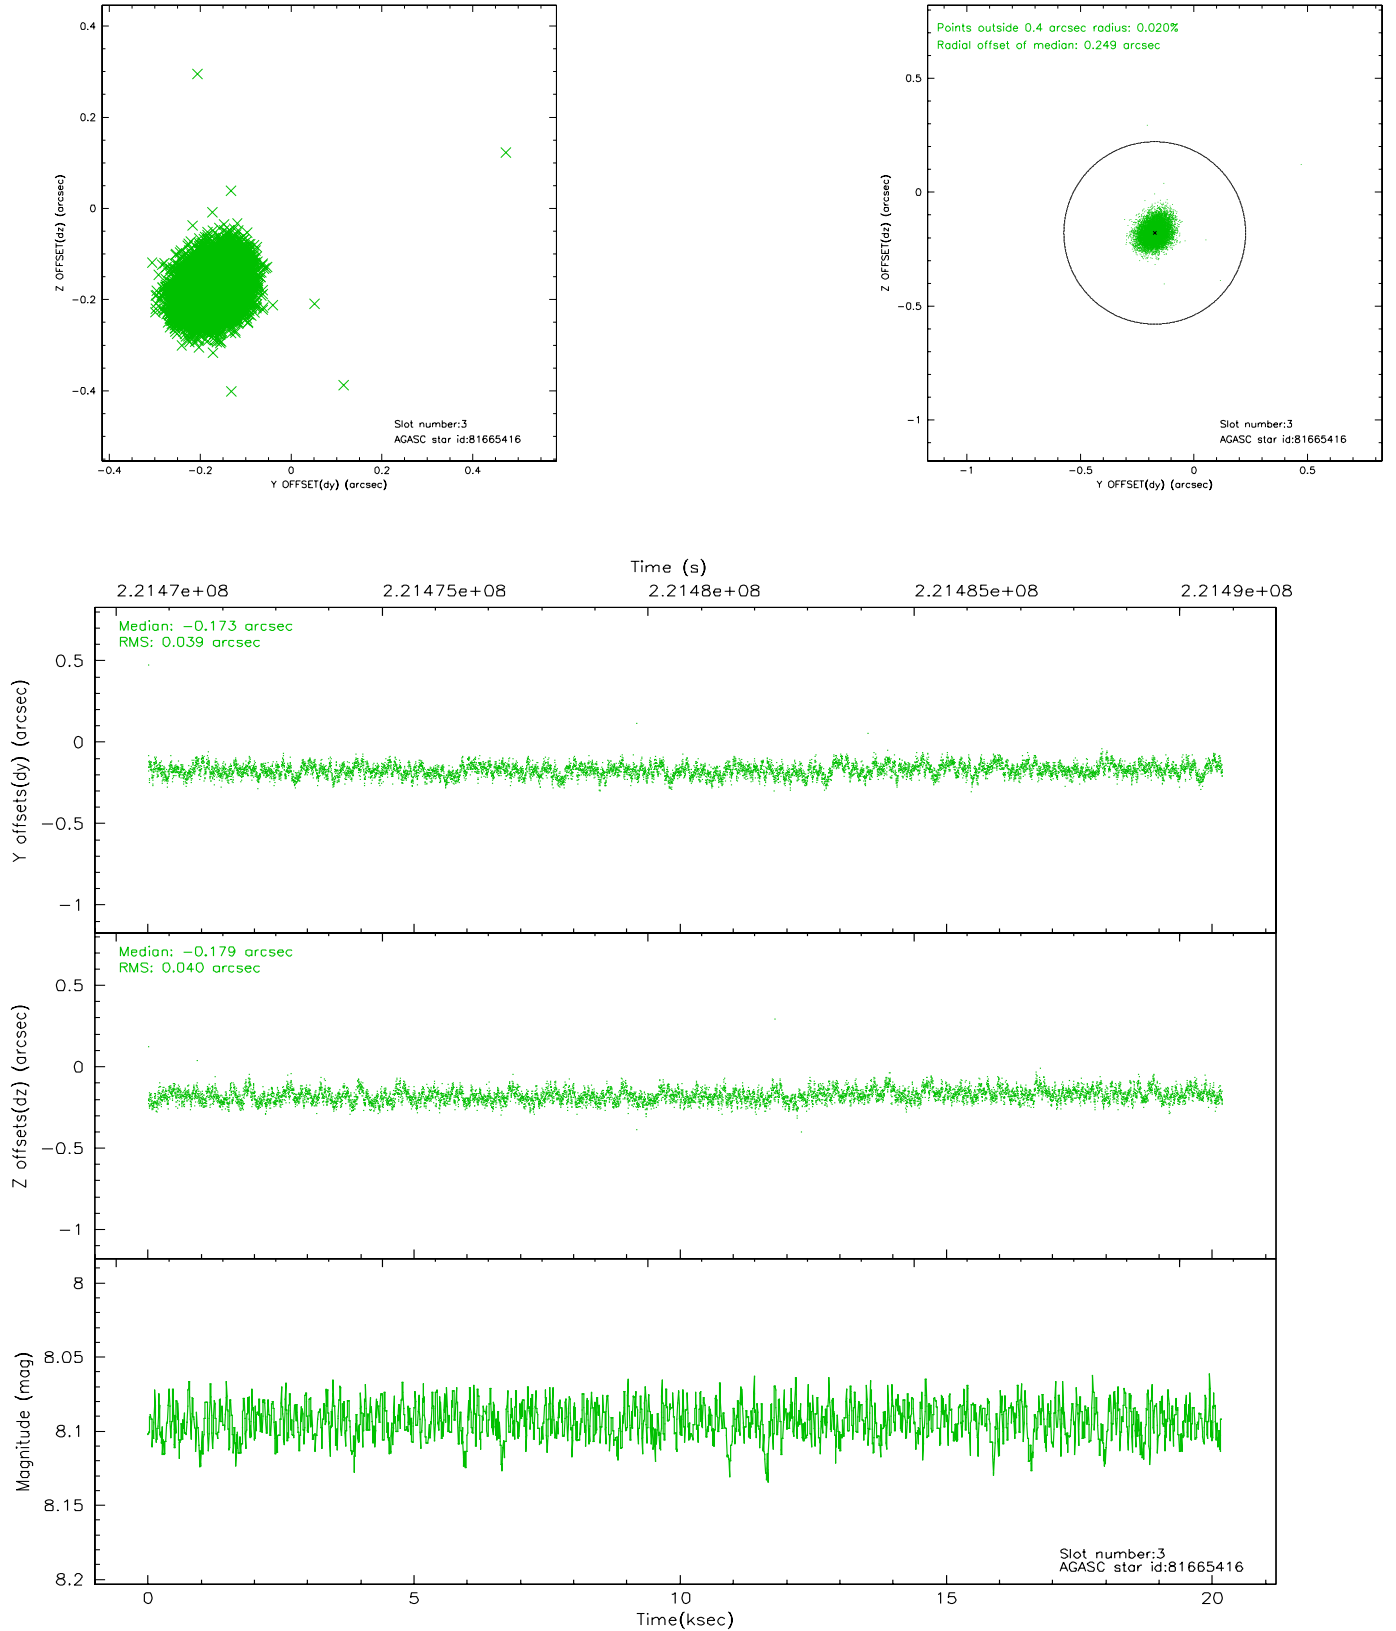 0.4
0.2
0
−0.2
−0.4
Z OFFSET(dz) (arcsec)
−0.4 −0.2 0 0.2 0.4
Y OFFSET(dy) (arcsec)
Slot number:3
AGASC star id:81665416
Points outside 0.4 arcsec radius: 0.020%
Radial offset of median: 0.249 arcsec
0.5
0
−0.5
−1
Z OFFSET(dz) (arcsec)
−1 −0.5 0 0.5
Y OFFSET(dy) (arcsec)
Slot number:3
AGASC star id:81665416
Time (s)
2.2147e+08 2.21475e+08 2.2148e+08 2.21485e+08 2.2149e+08
Median: −0.173 arcsec
RMS: 0.039 arcsec
0.5
0
−0.5
−1
Y offsets(dy) (arcsec)
Median: −0.179 arcsec
RMS: 0.040 arcsec
0.5
0
−0.5
−1
Z offsets(dz) (arcsec)
8
8.05
8.1
8.15
8.2
Magnitude (mag)
Slot number:3
AGASC star id:81665416
0 5 10 15 20
Time(ksec)